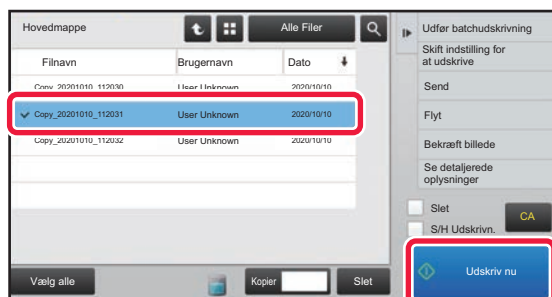 Hovedmappe
Alle Filer
Filnavn Brugernavn Dato
Copy_20201010_112030 User Unknown 2020/10/10
Copy_20201010_112031 User Unknown 2020/10/10
Copy_20201010_112032 User Unknown 2020/10/10
Vælg alle
Kopier
Slet
Udfør batchudskrivning
Skift indstilling for
at udskrive
Send
Flyt
Bekræft billede
Se detaljerede
oplysninger
Slet
S/H Udskrivn.
CA
Udskriv nu